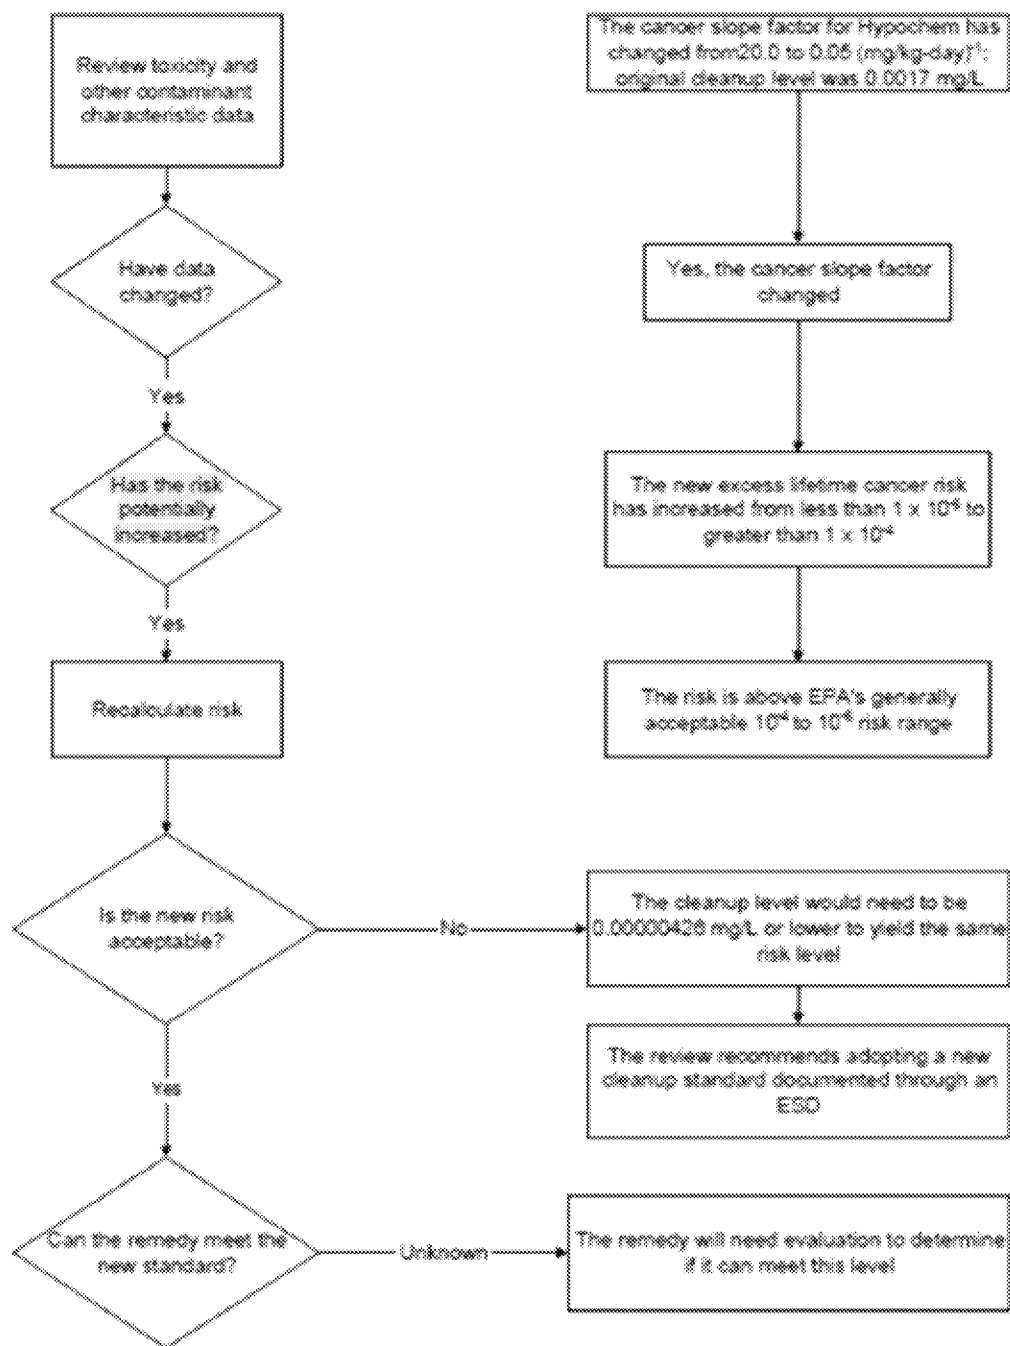 Review toxicity and
other contaminant
characteristic data
The cancer slope factor for Hypochem has
changed from20.0 to 0.05 (mg/kg-day)⁻¹;
original cleanup level was 0.0017 mg/L
Have data
changed?
Yes, the cancer slope factor
changed
Yes
Has the risk
potentially
increased?
The new excess lifetime cancer risk
has increased from less than 1 x 10⁻⁶ to
greater than 1 x 10⁻⁴
Yes
Recalculate risk
The risk is above EPA's generally
acceptable 10⁻⁴ to 10⁻⁶ risk range
Is the new risk
acceptable?
No
The cleanup level would need to be
0.00000426 mg/L or lower to yield the same
risk level
The review recommends adopting a new
cleanup standard documented through an
ESD
Yes
Can the remedy meet the
new standard?
Unknown
The remedy will need evaluation to determine
if it can meet this level